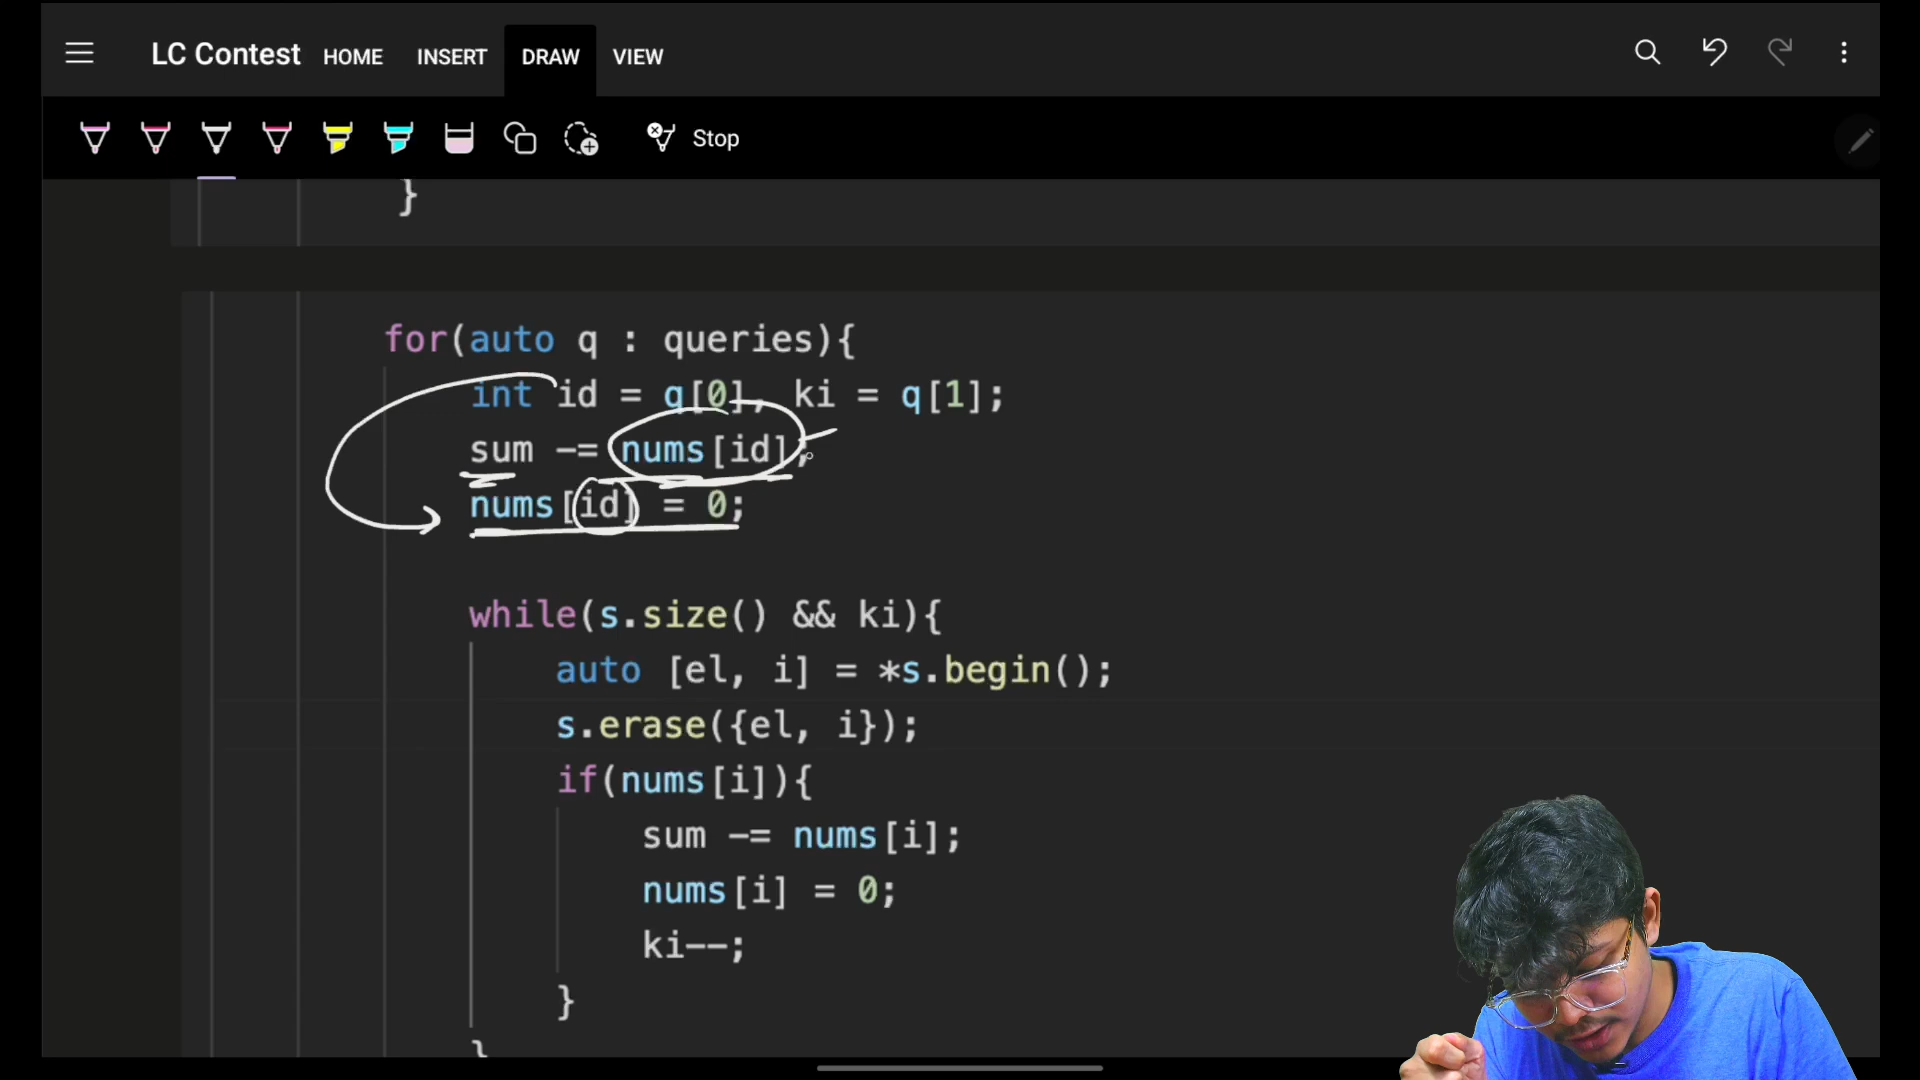 LC Contest HOME INSERT DRAW VIEW
Stop
}
for(auto q : queries){
int id = q[0], ki = q[1];
sum -= nums[id];
nums[id] = 0;
while(s.size() && ki){
auto [el, i] = *s.begin();
s.erase({el, i});
if(nums[i]){
sum -= nums[i];
nums[i] = 0;
ki--;
}
}